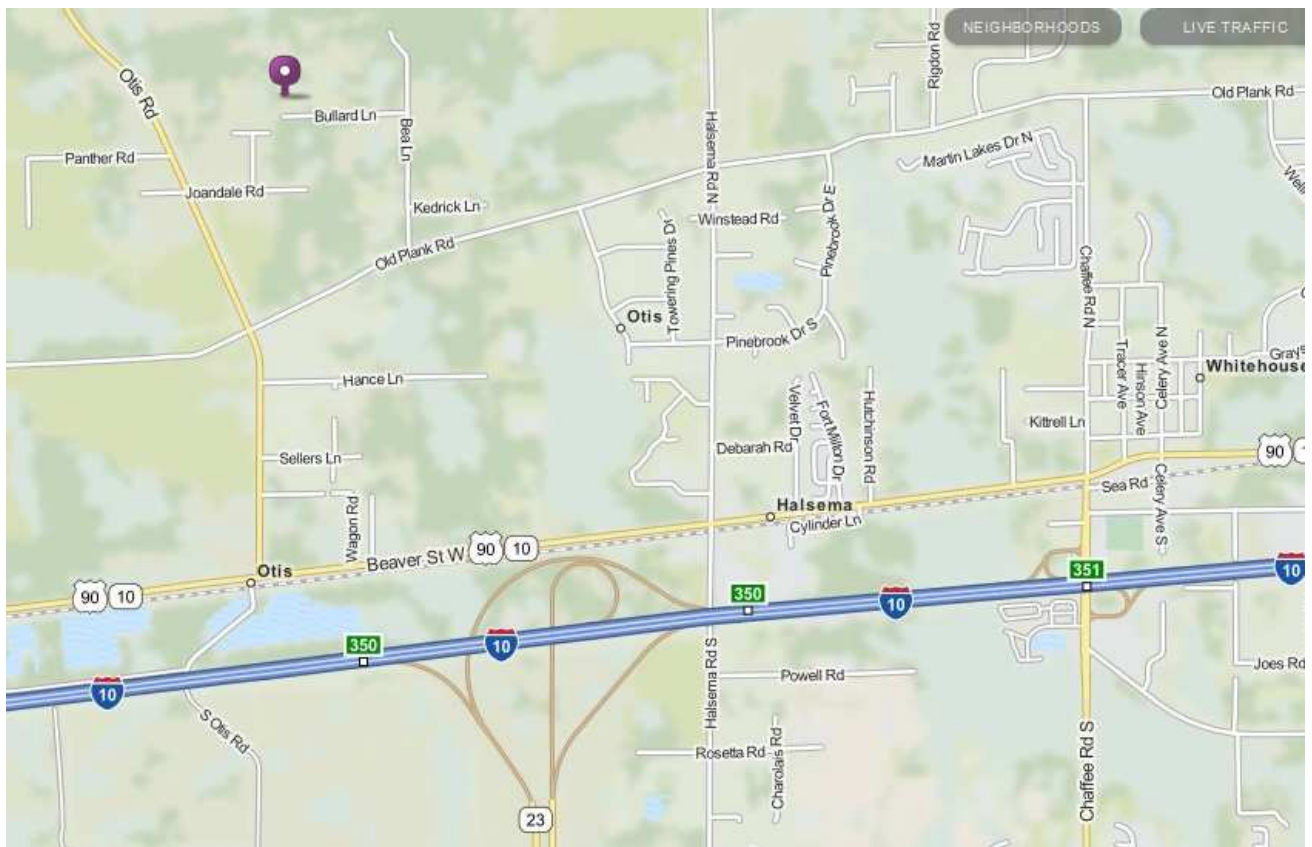 NEIGHBORHOODS
LIVE TRAFFIC
Otis Rd
Rigdon Rd
Old Plank Rd
Bullard Ln
Bea Ln
Halsema Rd N
Panther Rd
Martin Lakes Dr N
Joandale Rd
Kedrick Ln
Winstead Rd
Pinebrook Dr E
Old Plank Rd
Towering Pines Dr
Chaffee Rd N
Otis
Pinebrook Dr S
Tracer Ave
Hinson Ave
Celery Ave N
Whitehouse
Hance Ln
Velvet Dr
Fort Milton Dr
Hutchinson Rd
Kittrell Ln
Debarah Rd
Sellers Ln
90
Sea Rd
Celery Ave S
Wagon Rd
Halsema
Cylinder Ln
Beaver St W
90
10
Otis
351
10
90
10
350
10
350
10
Halsema Rd S
Powell Rd
Joes Rd
10
S Otis Rd
Rosetta Rd
Charolais Rd
Chaffee Rd S
23